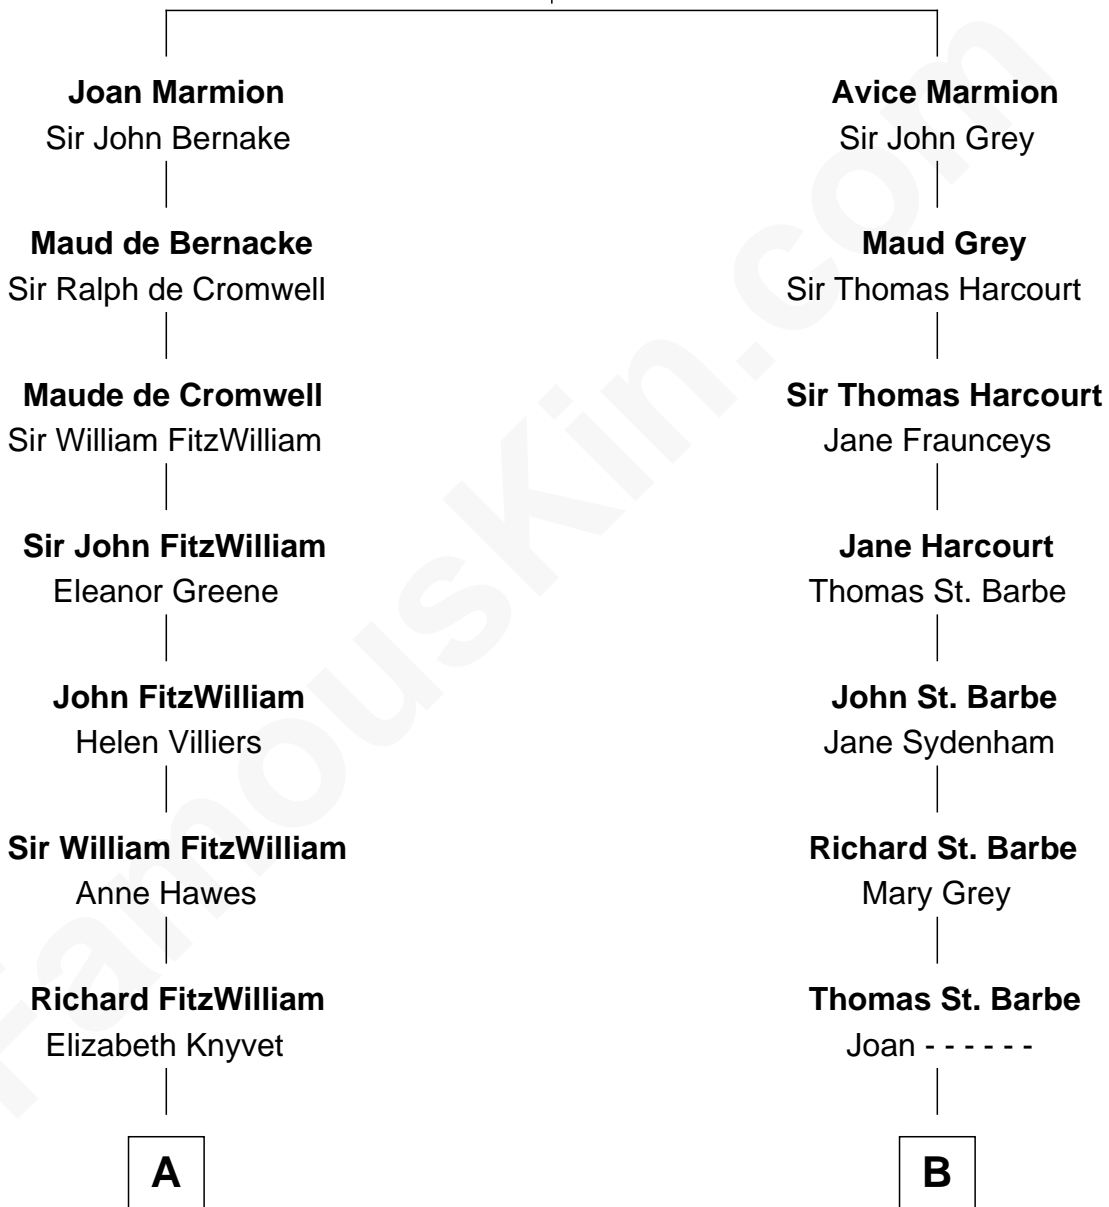 Joan Marmion
Sir John Bernake
Maud de Bernacke
Sir Ralph de Cromwell
Maude de Cromwell
Sir William FitzWilliam
Sir John FitzWilliam
Eleanor Greene
John FitzWilliam
Helen Villiers
Sir William FitzWilliam
Anne Hawes
Richard FitzWilliam
Elizabeth Knyvet
A
Avice Marmion
Sir John Grey
Maud Grey
Sir Thomas Harcourt
Sir Thomas Harcourt
Jane Fraunceys
Jane Harcourt
Thomas St. Barbe
John St. Barbe
Jane Sydenham
Richard St. Barbe
Mary Grey
Thomas St. Barbe
Joan - - - - - -
B
FamousKin.com